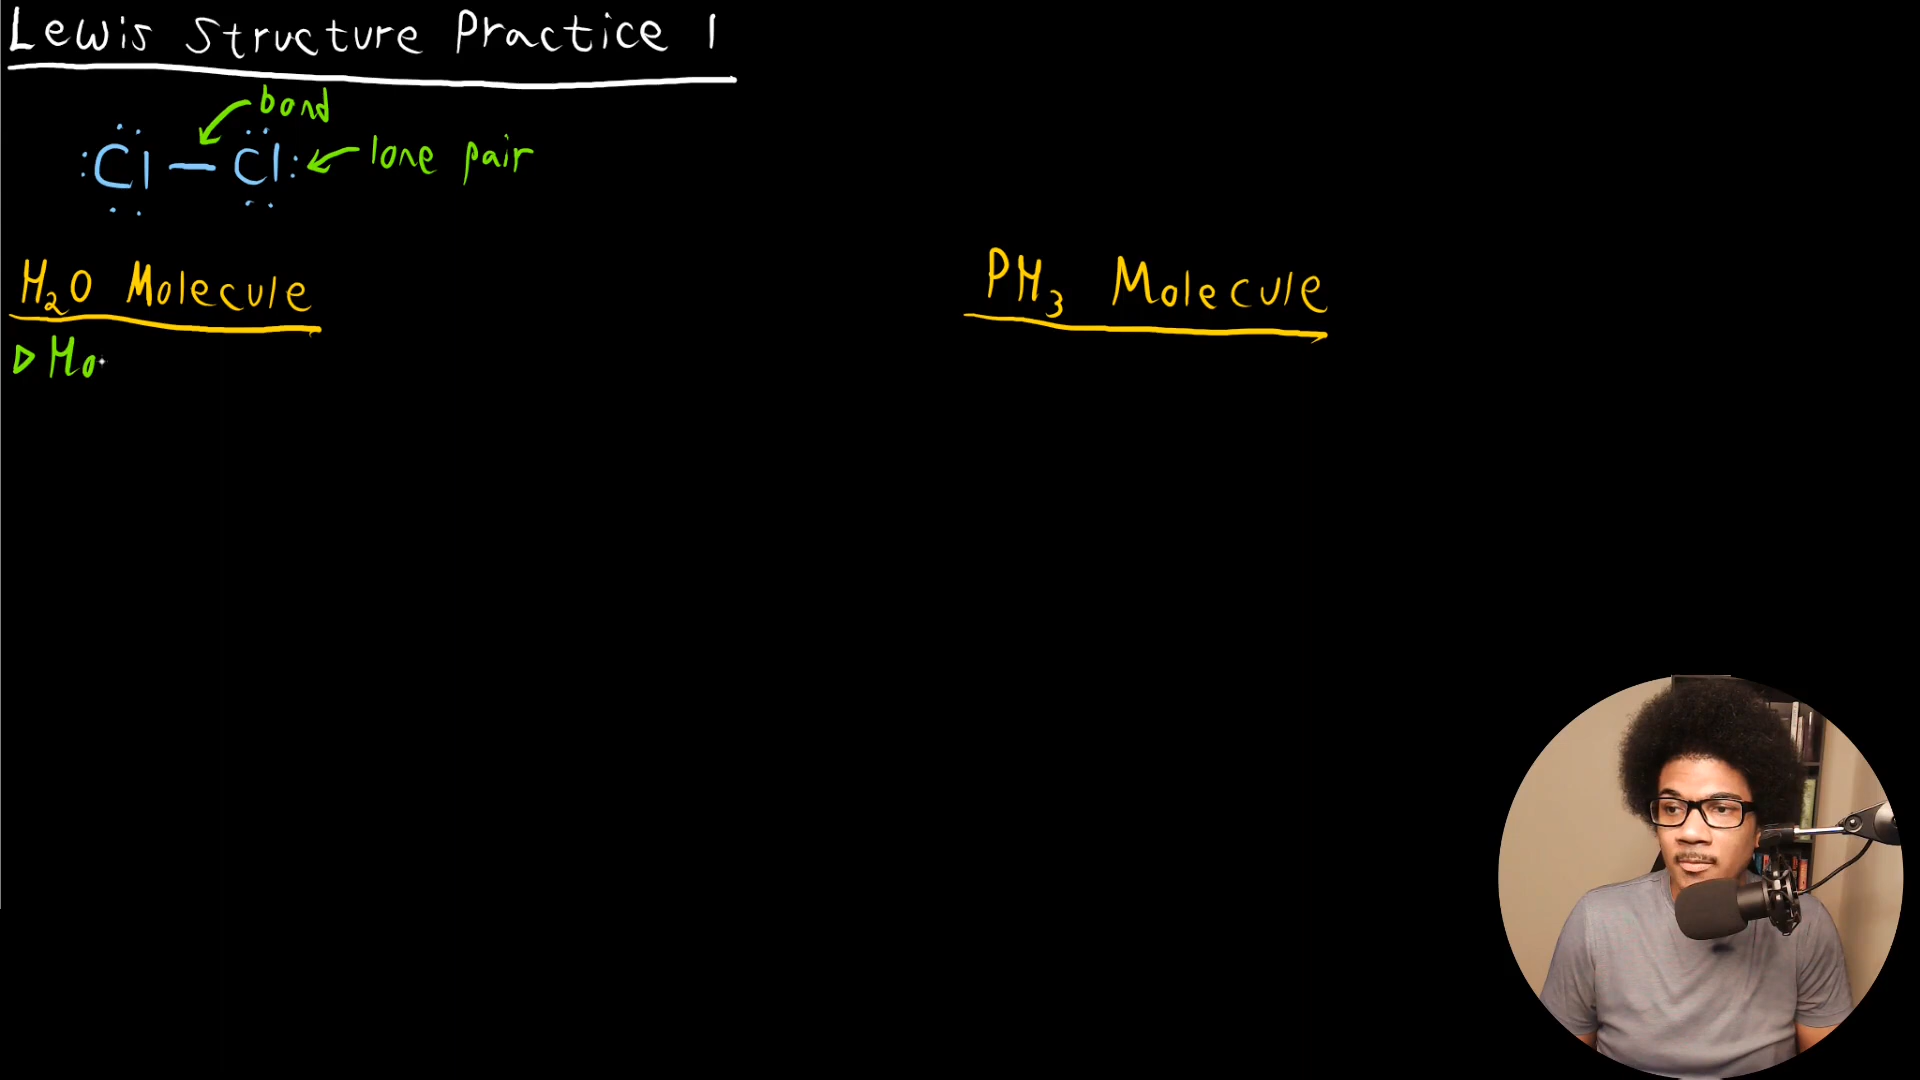 Lewis Structure Practice 1
bond
:Cl — Cl: lone pair
H₂O Molecule
PH₃ Molecule
▷ Ho